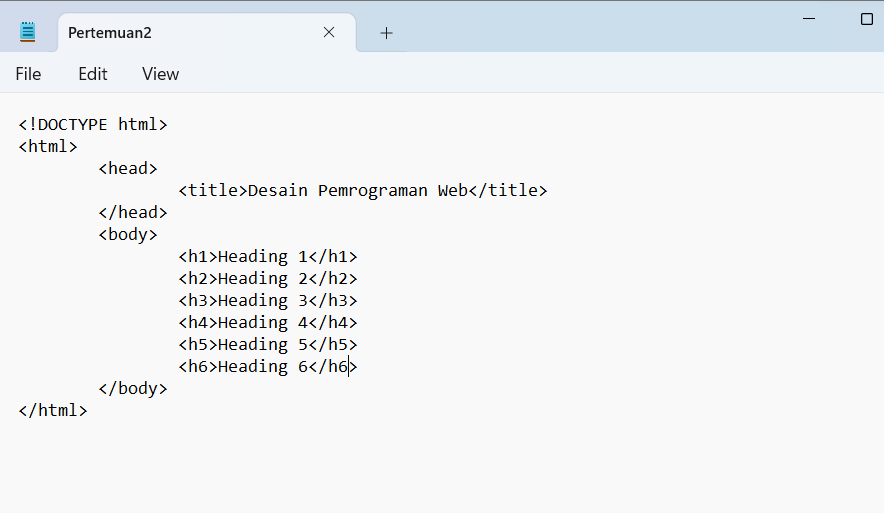 Pertemuan2
File Edit View
<!DOCTYPE html>
<html>
<head>
<title>Desain Pemrograman Web</title>
</head>
<body>
<h1>Heading 1</h1>
<h2>Heading 2</h2>
<h3>Heading 3</h3>
<h4>Heading 4</h4>
<h5>Heading 5</h5>
<h6>Heading 6</h6>
</body>
</html>